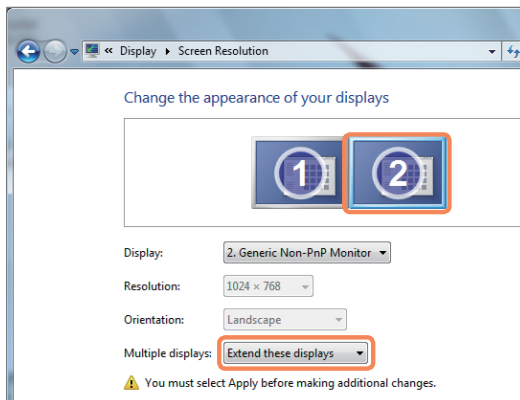 « Display ▸ Screen Resolution
Change the appearance of your displays
1 2
Display: 2. Generic Non-PnP Monitor
Resolution: 1024 × 768
Orientation: Landscape
Multiple displays: Extend these displays
You must select Apply before making additional changes.